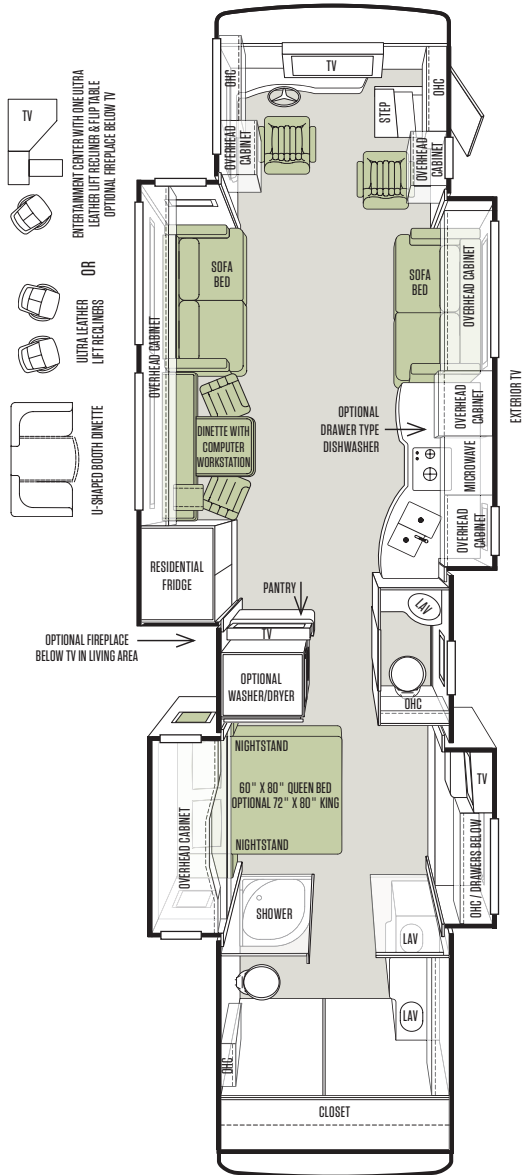 TV
ENTERTAINMENT CENTER WITH ONE ULTRA
LEATHER LIFT RECLINER & FLIP TABLE
OPTIONAL FIREPLACE BELOW TV
OR
ULTRA LEATHER
LIFT RECLINERS
U-SHAPED BOOTH DINETTE
OHC
TV
OHC
STEP
OVERHEAD
CABINET
OVERHEAD
CABINET
OVERHEAD CABINET
SOFA
BED
SOFA
BED
OVERHEAD CABINET
EXTERIOR TV
DINETTE WITH
COMPUTER
WORKSTATION
OPTIONAL
DRAWER TYPE
DISHWASHER
OVERHEAD
CABINET
MICROWAVE
OVERHEAD
CABINET
RESIDENTIAL
FRIDGE
OPTIONAL FIREPLACE
BELOW TV IN LIVING AREA
PANTRY
TV
LAV
OPTIONAL
WASHER/DRYER
OHC
NIGHTSTAND
60" X 80" QUEEN BED
OPTIONAL 72" X 80" KING
NIGHTSTAND
OVERHEAD CABINET
TV
OHC / DRAWERS BELOW
SHOWER
LAV
LAV
OHC
CLOSET